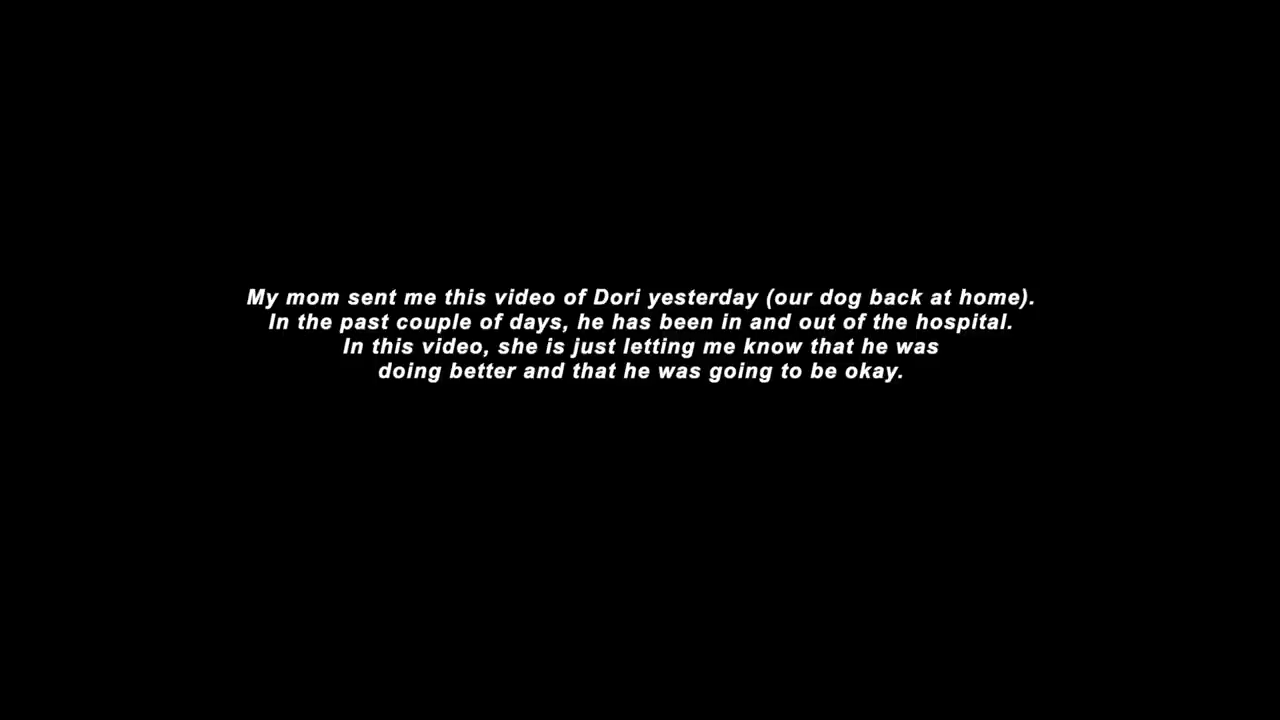 My mom sent me this video of Dori yesterday (our dog back at home).
In the past couple of days, he has been in and out of the hospital.
In this video, she is just letting me know that he was
doing better and that he was going to be okay.